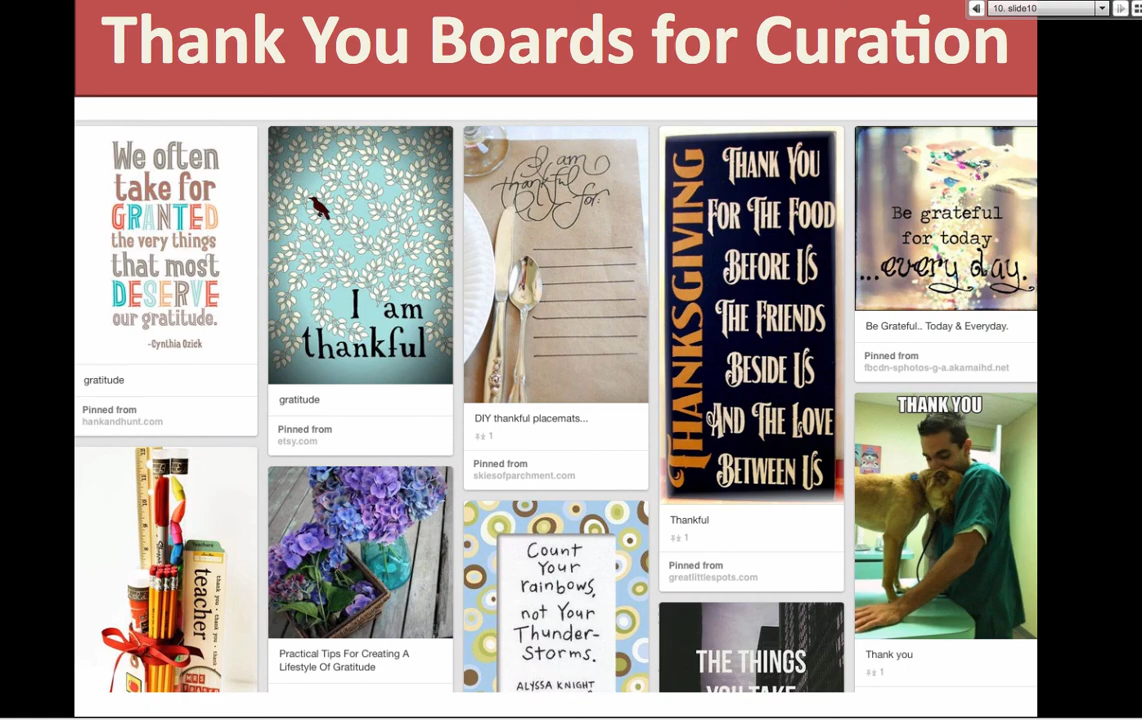 10. slide10
Thank You Boards for Curation
We often
take for
GRANTED
the very things
that most
DESERVE
our gratitude.
-Cynthia Ozick
gratitude
Pinned from
hankandhunt.com
teacher
thank you
I am
thankful
gratitude
Pinned from
etsy.com
Practical Tips For Creating A
Lifestyle Of Gratitude
I am
thankful
for:
DIY thankful placemats...
1
Pinned from
skiesofparchment.com
Count
Your
rainbows,
not Your
Thunder-
Storms.
ALYSSA KNIGHT
THANKSGIVING
THANK YOU
FOR THE FOOD
BEFORE US
THE FRIENDS
BESIDE US
AND THE LOVE
BETWEEN US
Thankful
1
Pinned from
greatlittlespots.com
THE THINGS
YOU TAKE
Be grateful
for today
...every day.
Be Grateful.. Today & Everyday.
Pinned from
fbcdn-sphotos-g-a.akamaihd.net
THANK YOU
Thank you
1